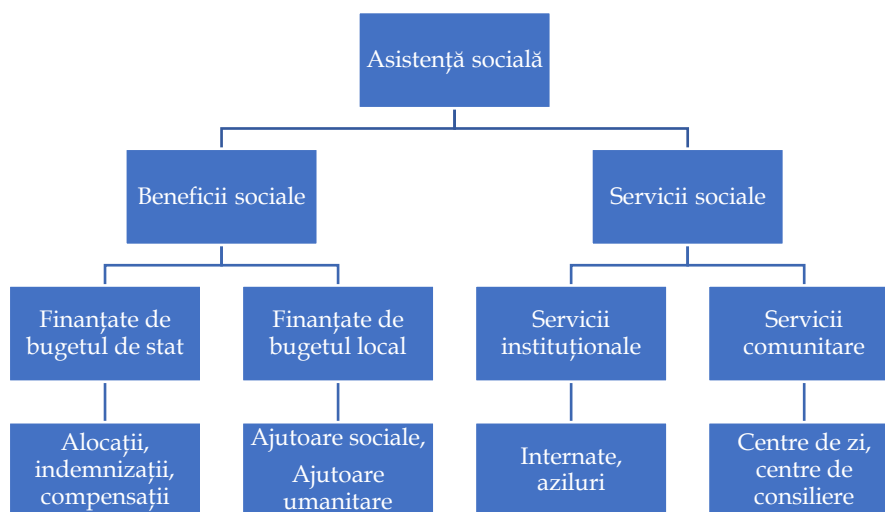 Asistență socială
Beneficii sociale
Servicii sociale
Finanțate de
bugetul de stat
Finanțate de
bugetul local
Servicii
instituționale
Servicii
comunitare
Alocații,
indemnizații,
compensații
Ajutoare sociale,
Ajutoare
umanitare
Internate,
aziluri
Centre de zi,
centre de
consiliere